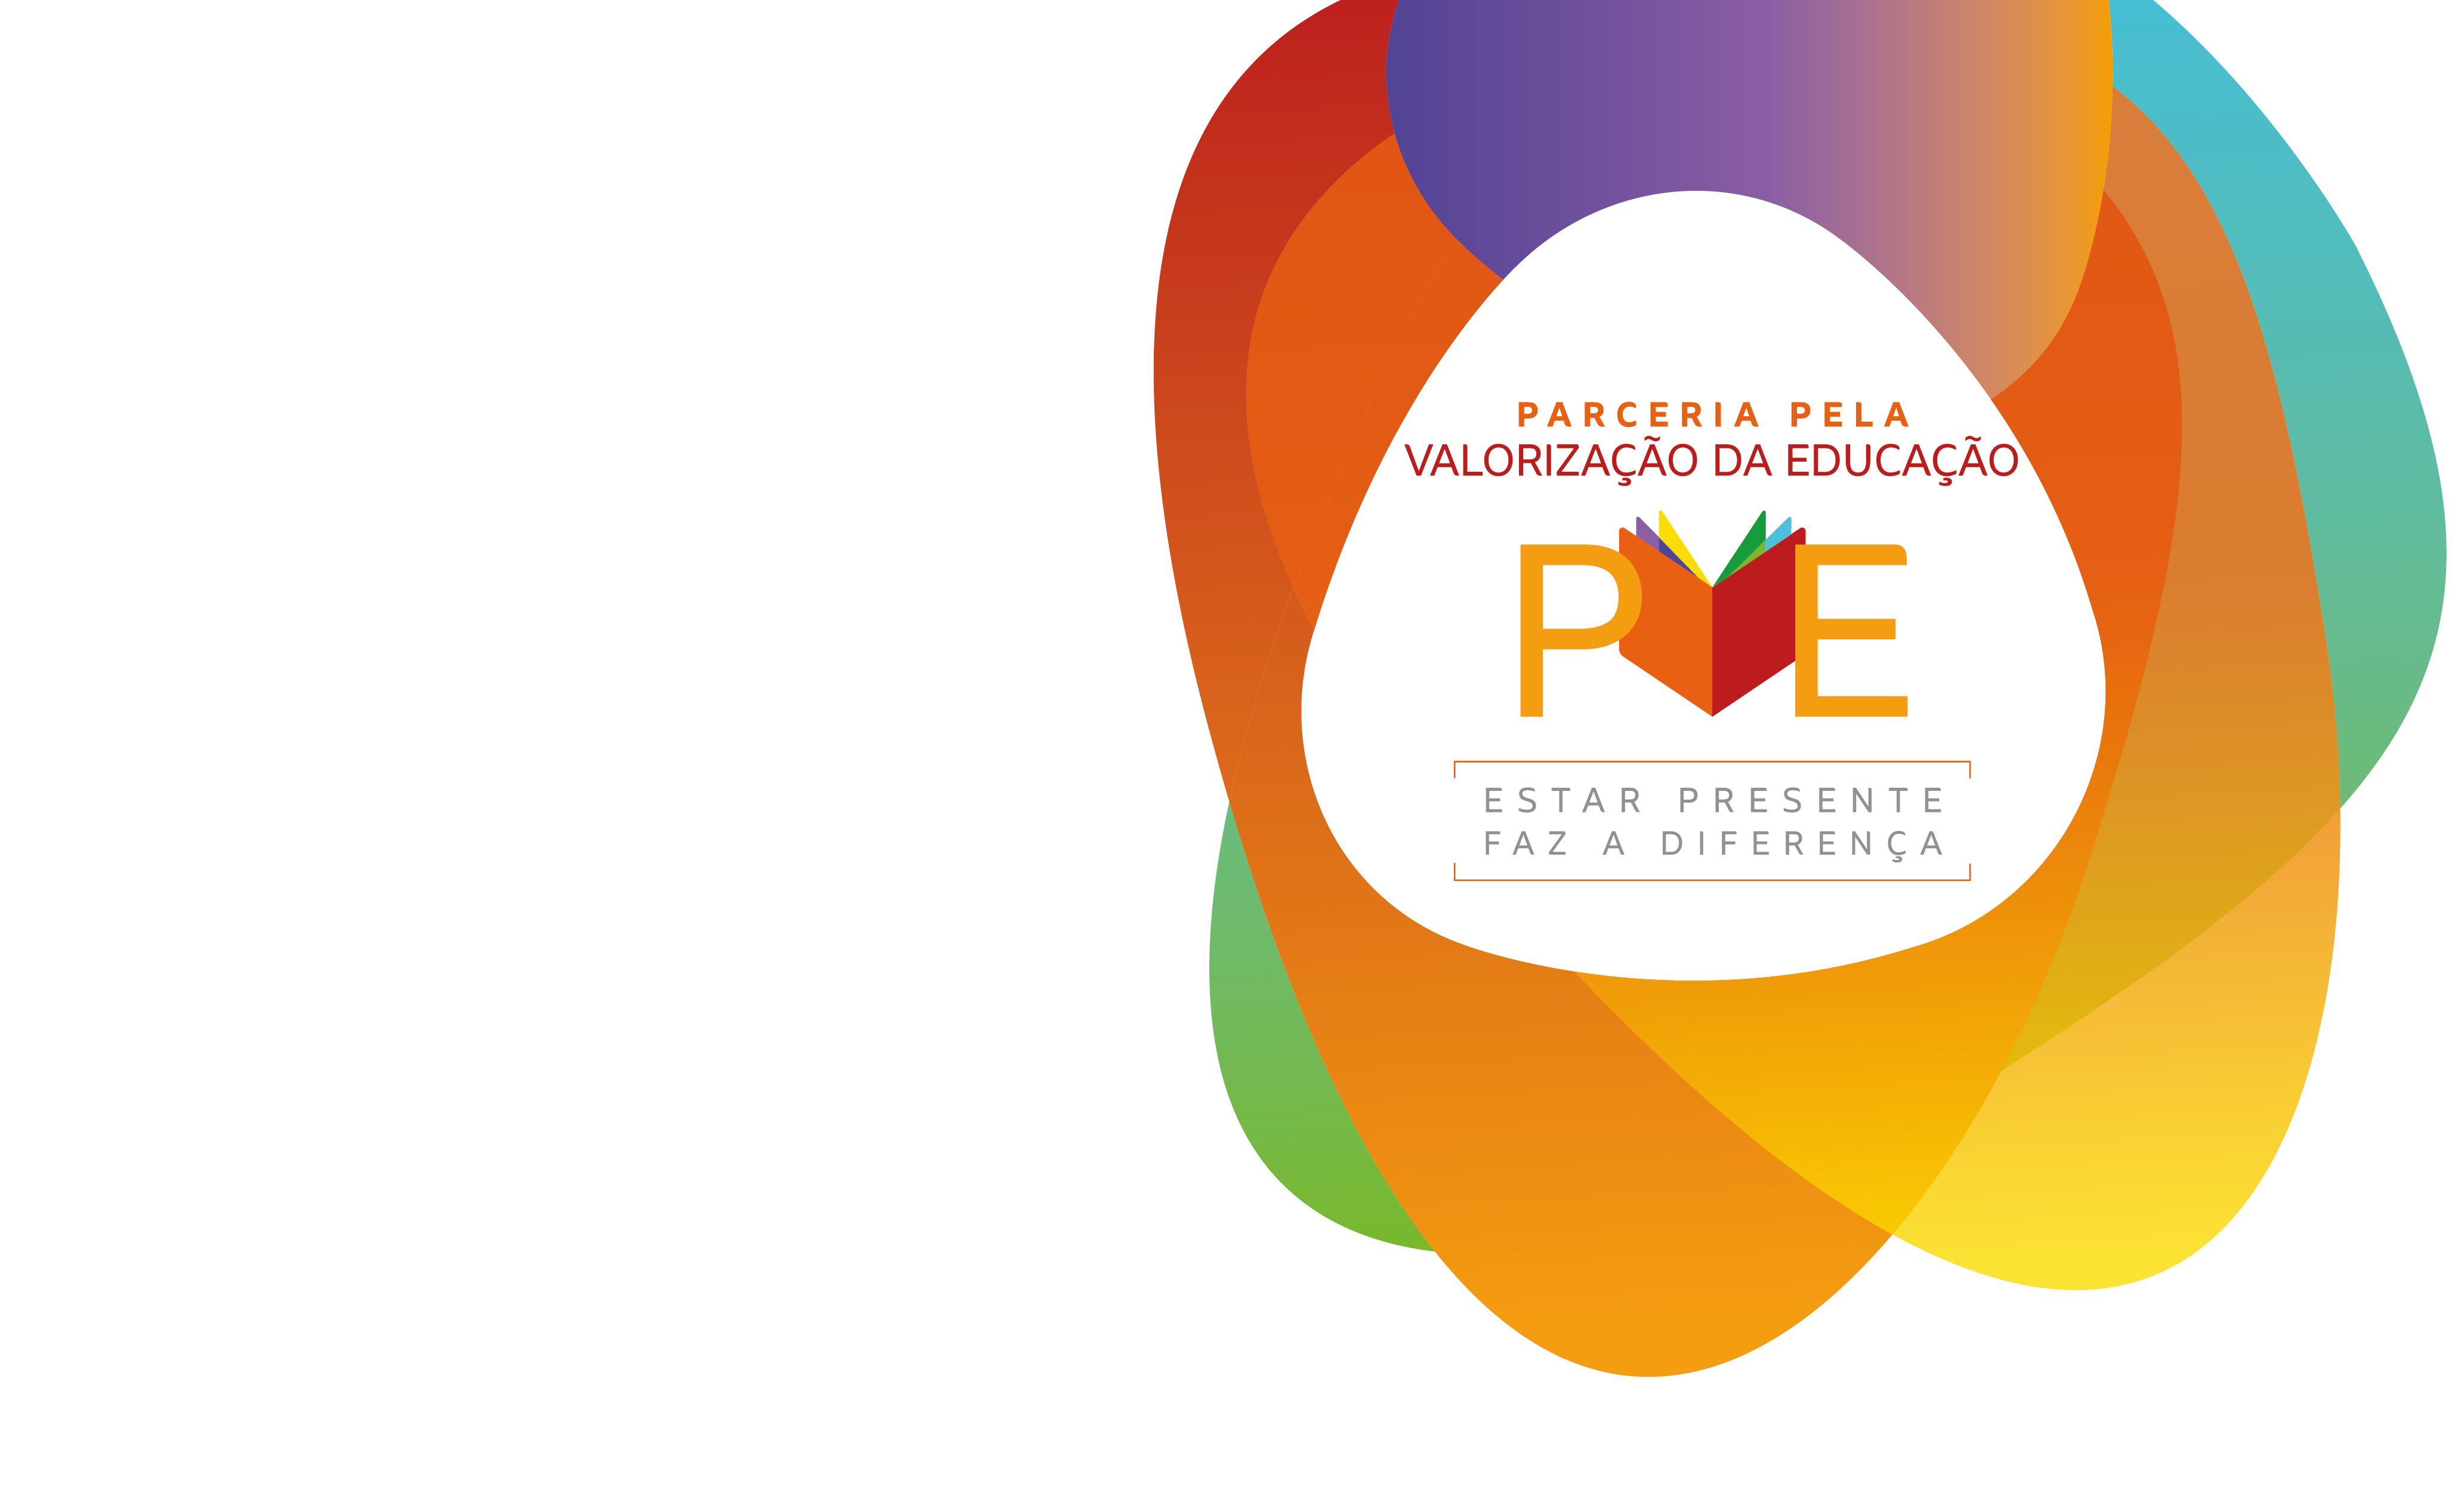 PARCERIA PELA
VALORIZAÇÃO DA EDUCAÇÃO
PVE
ESTAR PRESENTE
FAZ A DIFERENÇA